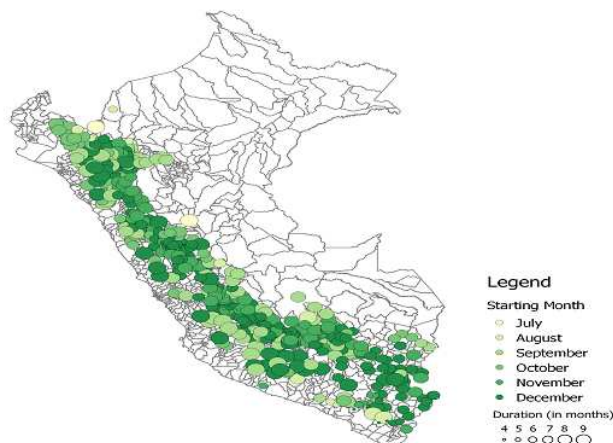 Legend
Starting Month
July
August
September
October
November
December
Duration (in months)
4 5 6 7 8 9